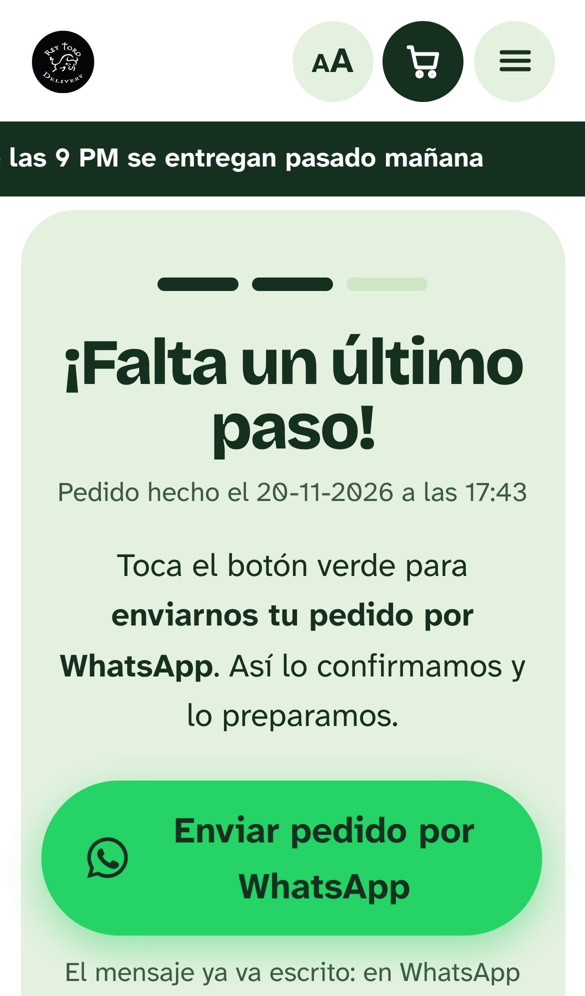 REY TORO
DELIVERY
AA
las 9 PM se entregan pasado mañana
¡Falta un último
paso!
Pedido hecho el 20-11-2026 a las 17:43
Toca el botón verde para
enviarnos tu pedido por
WhatsApp. Así lo confirmamos y
lo preparamos.
Enviar pedido por
WhatsApp
El mensaje ya va escrito: en WhatsApp